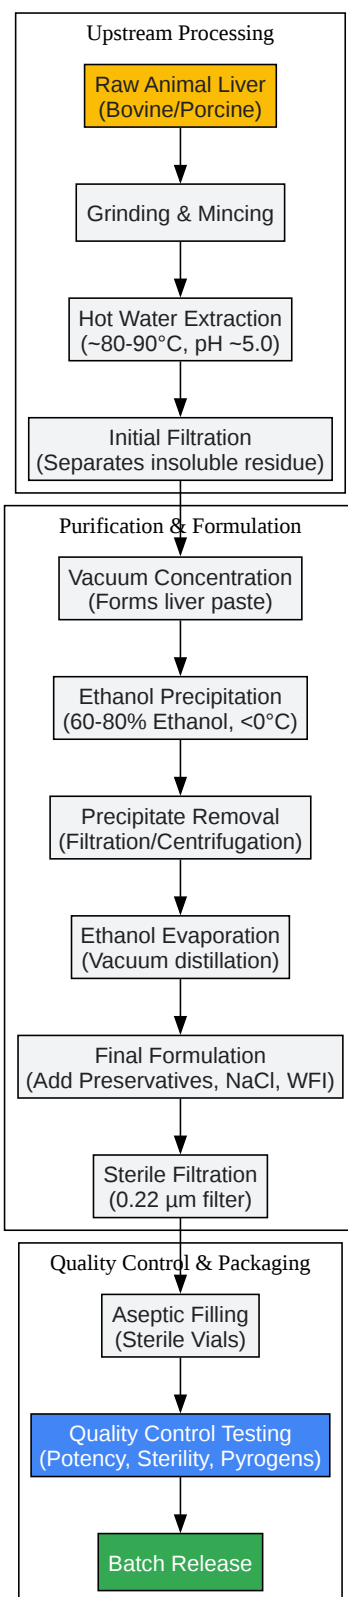 Upstream Processing
Raw Animal Liver
(Bovine/Porcine)
Grinding & Mincing
Hot Water Extraction
(~80-90°C, pH ~5.0)
Initial Filtration
(Separates insoluble residue)
Purification & Formulation
Vacuum Concentration
(Forms liver paste)
Ethanol Precipitation
(60-80% Ethanol, <0°C)
Precipitate Removal
(Filtration/Centrifugation)
Ethanol Evaporation
(Vacuum distillation)
Final Formulation
(Add Preservatives, NaCl, WFI)
Sterile Filtration
(0.22 µm filter)
Quality Control & Packaging
Aseptic Filling
(Sterile Vials)
Quality Control Testing
(Potency, Sterility, Pyrogens)
Batch Release